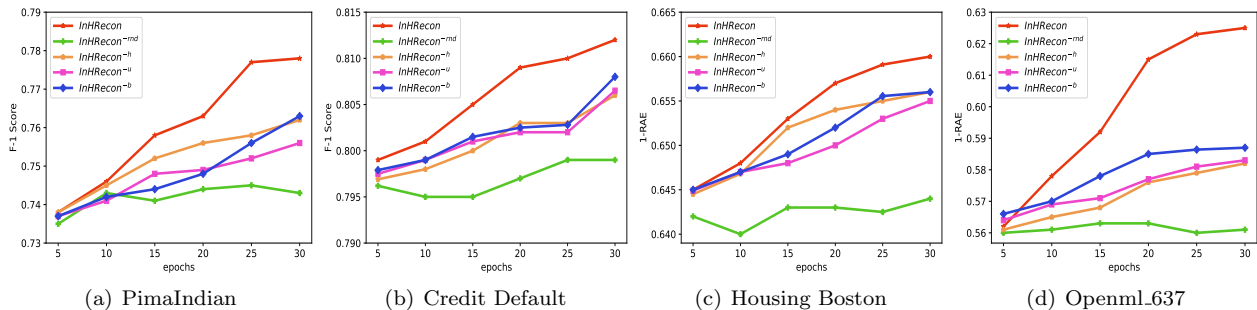 0.79
0.78
0.77
0.76
0.75
0.74
0.73
F-1 Score
InHRecon
InHRecon^{-rnd}
InHRecon^{-h}
InHRecon^{-u}
InHRecon^{-b}
5 10 15 20 25 30
epochs
(a) PimaIndian
0.815
0.810
0.805
0.800
0.795
0.790
F-1 Score
InHRecon
InHRecon^{-rnd}
InHRecon^{-h}
InHRecon^{-u}
InHRecon^{-b}
5 10 15 20 25 30
epochs
(b) Credit Default
0.665
0.660
0.655
0.650
0.645
0.640
1-RAE
InHRecon
InHRecon^{-rnd}
InHRecon^{-h}
InHRecon^{-u}
InHRecon^{-b}
5 10 15 20 25 30
epochs
(c) Housing Boston
0.63
0.62
0.61
0.60
0.59
0.58
0.57
0.56
1-RAE
InHRecon
InHRecon^{-rnd}
InHRecon^{-h}
InHRecon^{-u}
InHRecon^{-b}
5 10 15 20 25 30
epochs
(d) Openml_637